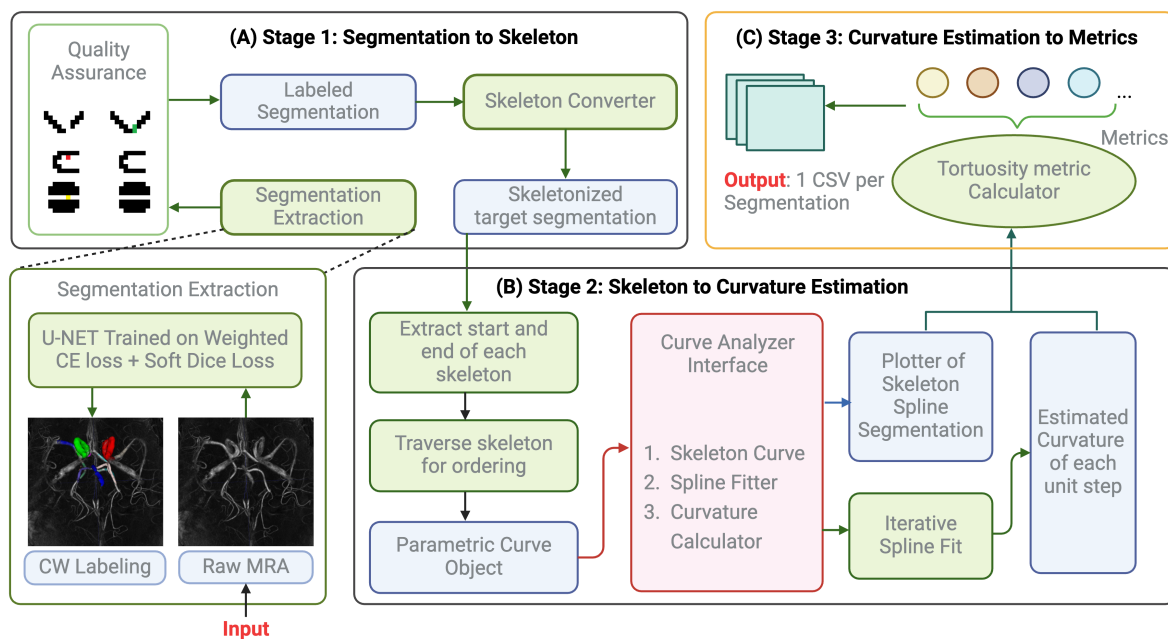 (A) Stage 1: Segmentation to Skeleton
Quality
Assurance
Labeled
Segmentation
Skeleton Converter
Segmentation
Extraction
Skeletonized
target segmentation
(C) Stage 3: Curvature Estimation to Metrics
...
Metrics
Tortuosity metric
Calculator
Output: 1 CSV per
Segmentation
Segmentation Extraction
U-NET Trained on Weighted
CE loss + Soft Dice Loss
CW Labeling
Raw MRA
Input
(B) Stage 2: Skeleton to Curvature Estimation
Extract start and
end of each
skeleton
Traverse skeleton
for ordering
Parametric Curve
Object
Curve Analyzer
Interface
1. Skeleton Curve
2. Spline Fitter
3. Curvature
Calculator
Plotter of
Skeleton
Spline
Segmentation
Iterative
Spline Fit
Estimated
Curvature
of each
unit step